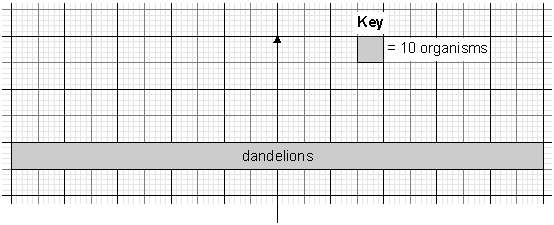 Key
= 10 organisms
dandelions